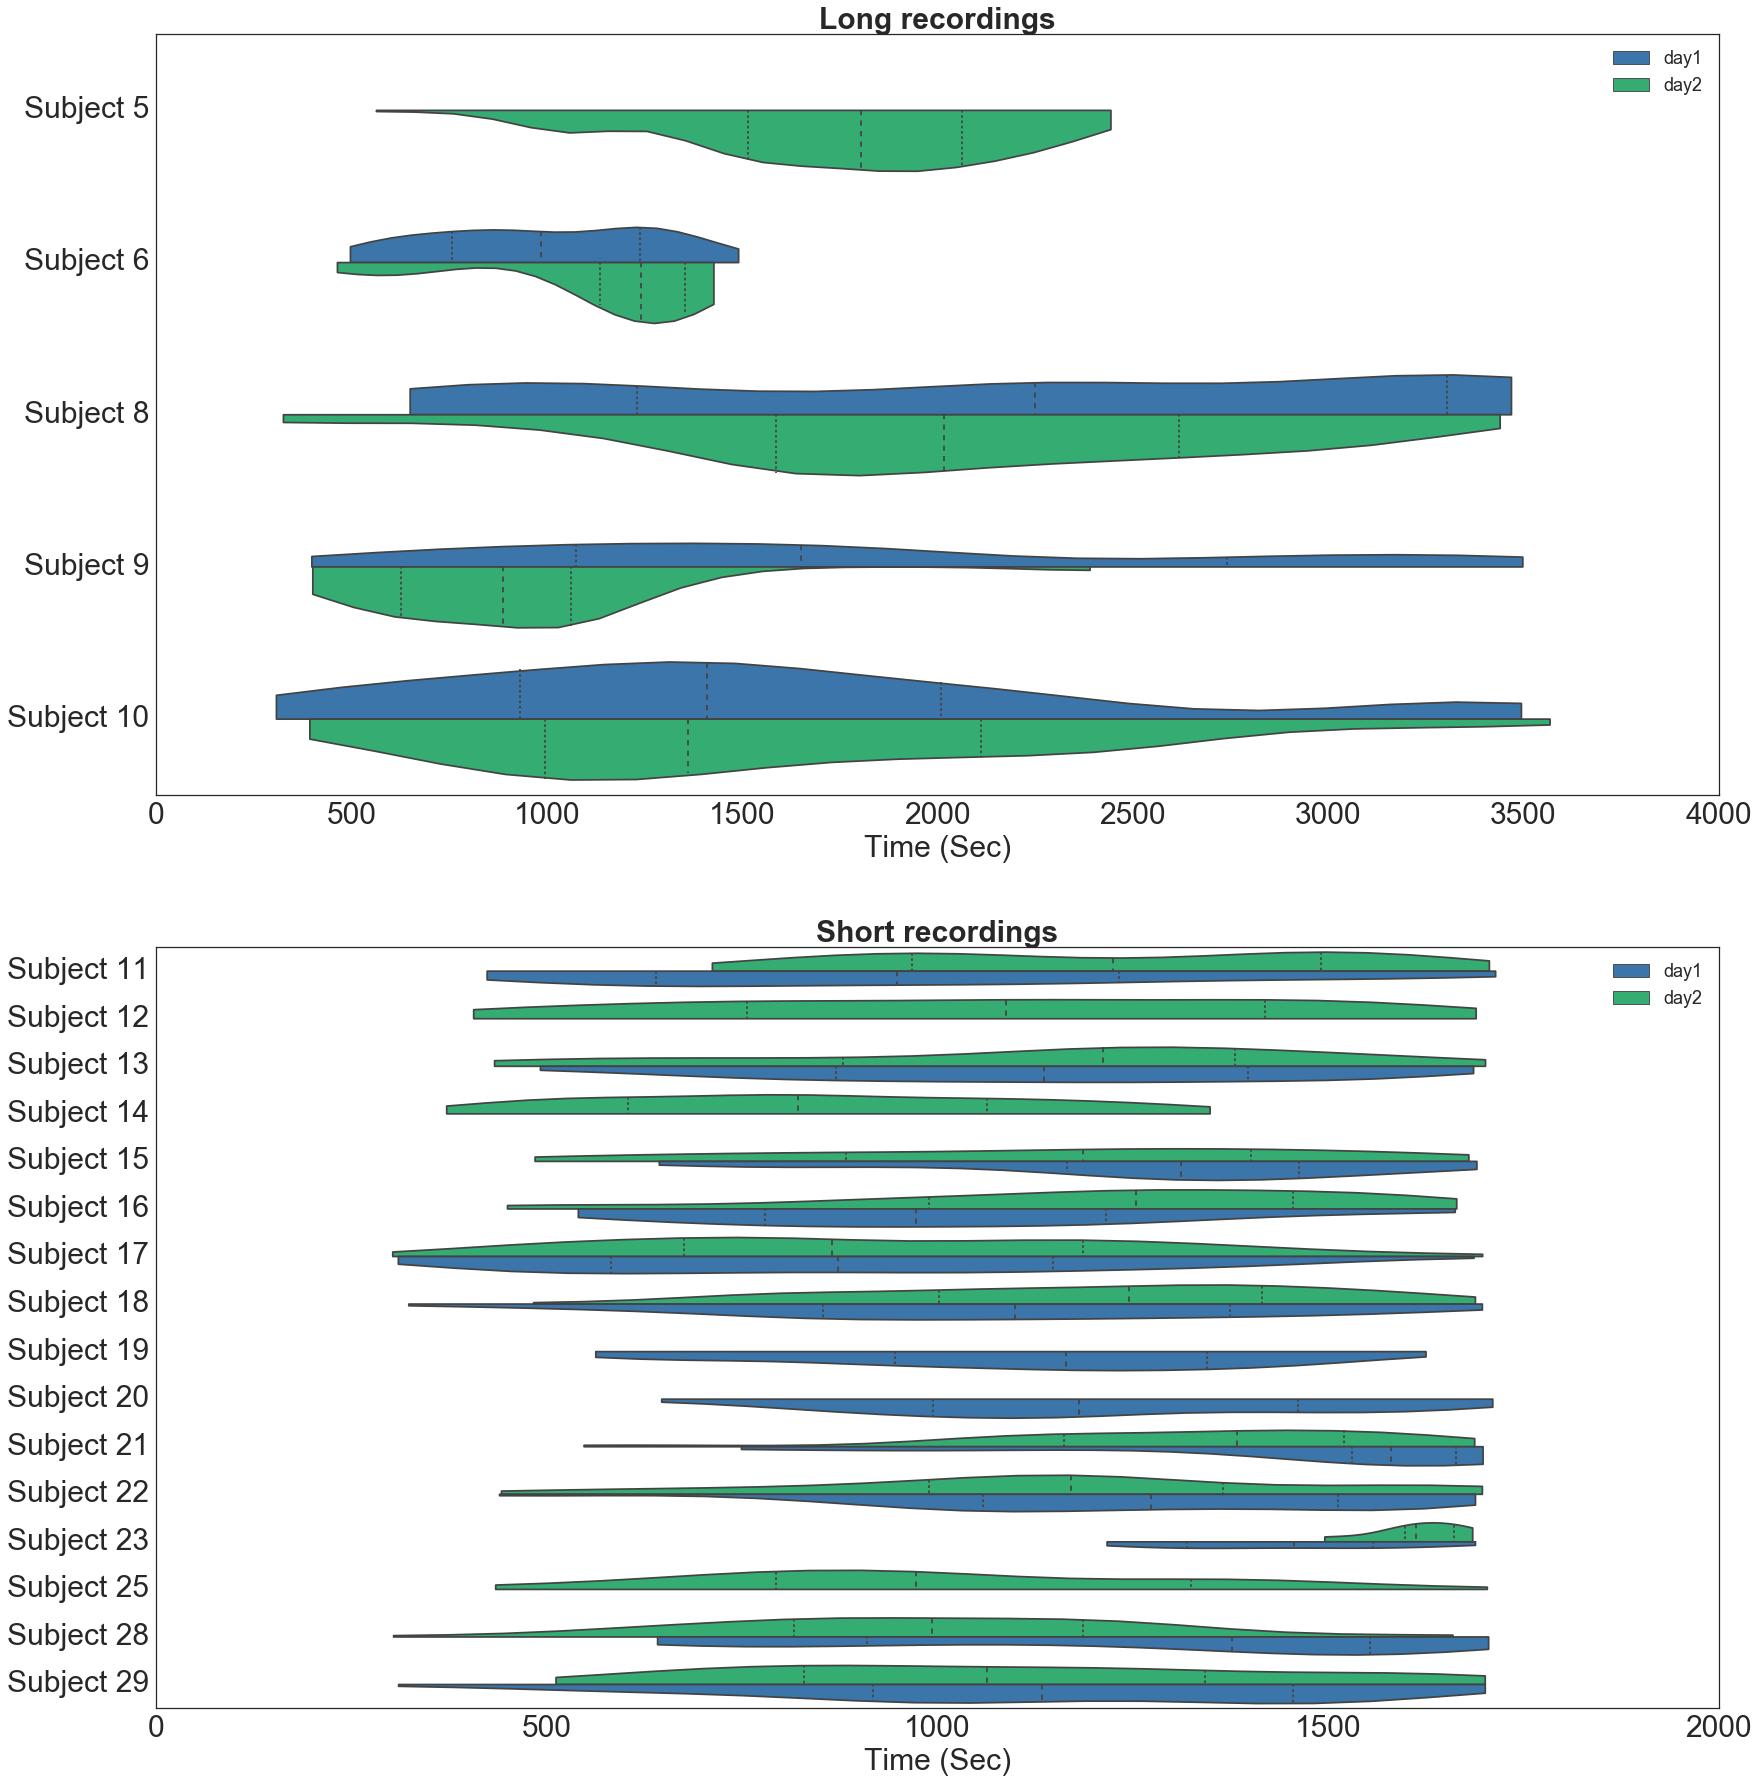 Long recordings
day1
day2
Subject 5
Subject 6
Subject 8
Subject 9
Subject 10
0 500 1000 1500 2000 2500 3000 3500 4000
Time (Sec)
Short recordings
day1
day2
Subject 11
Subject 12
Subject 13
Subject 14
Subject 15
Subject 16
Subject 17
Subject 18
Subject 19
Subject 20
Subject 21
Subject 22
Subject 23
Subject 25
Subject 28
Subject 29
0 500 1000 1500 2000
Time (Sec)